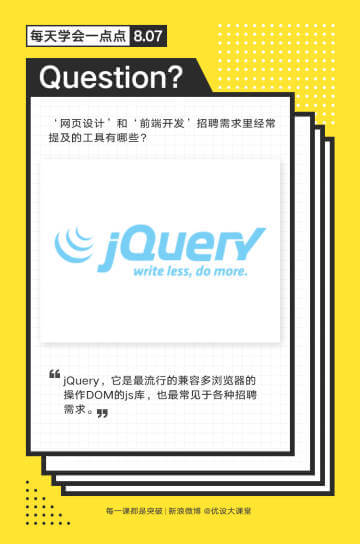 每天学会一点点 8.07
Question?
‘网页设计’和‘前端开发’招聘需求里经常
提及的工具有哪些?
jQuery
write less, do more.
“ jQuery,它是最流行的兼容多浏览器的
操作DOM的js库,也最常见于各种招聘
需求。”
每一课都是突破 | 新浪微博 @优设大课堂